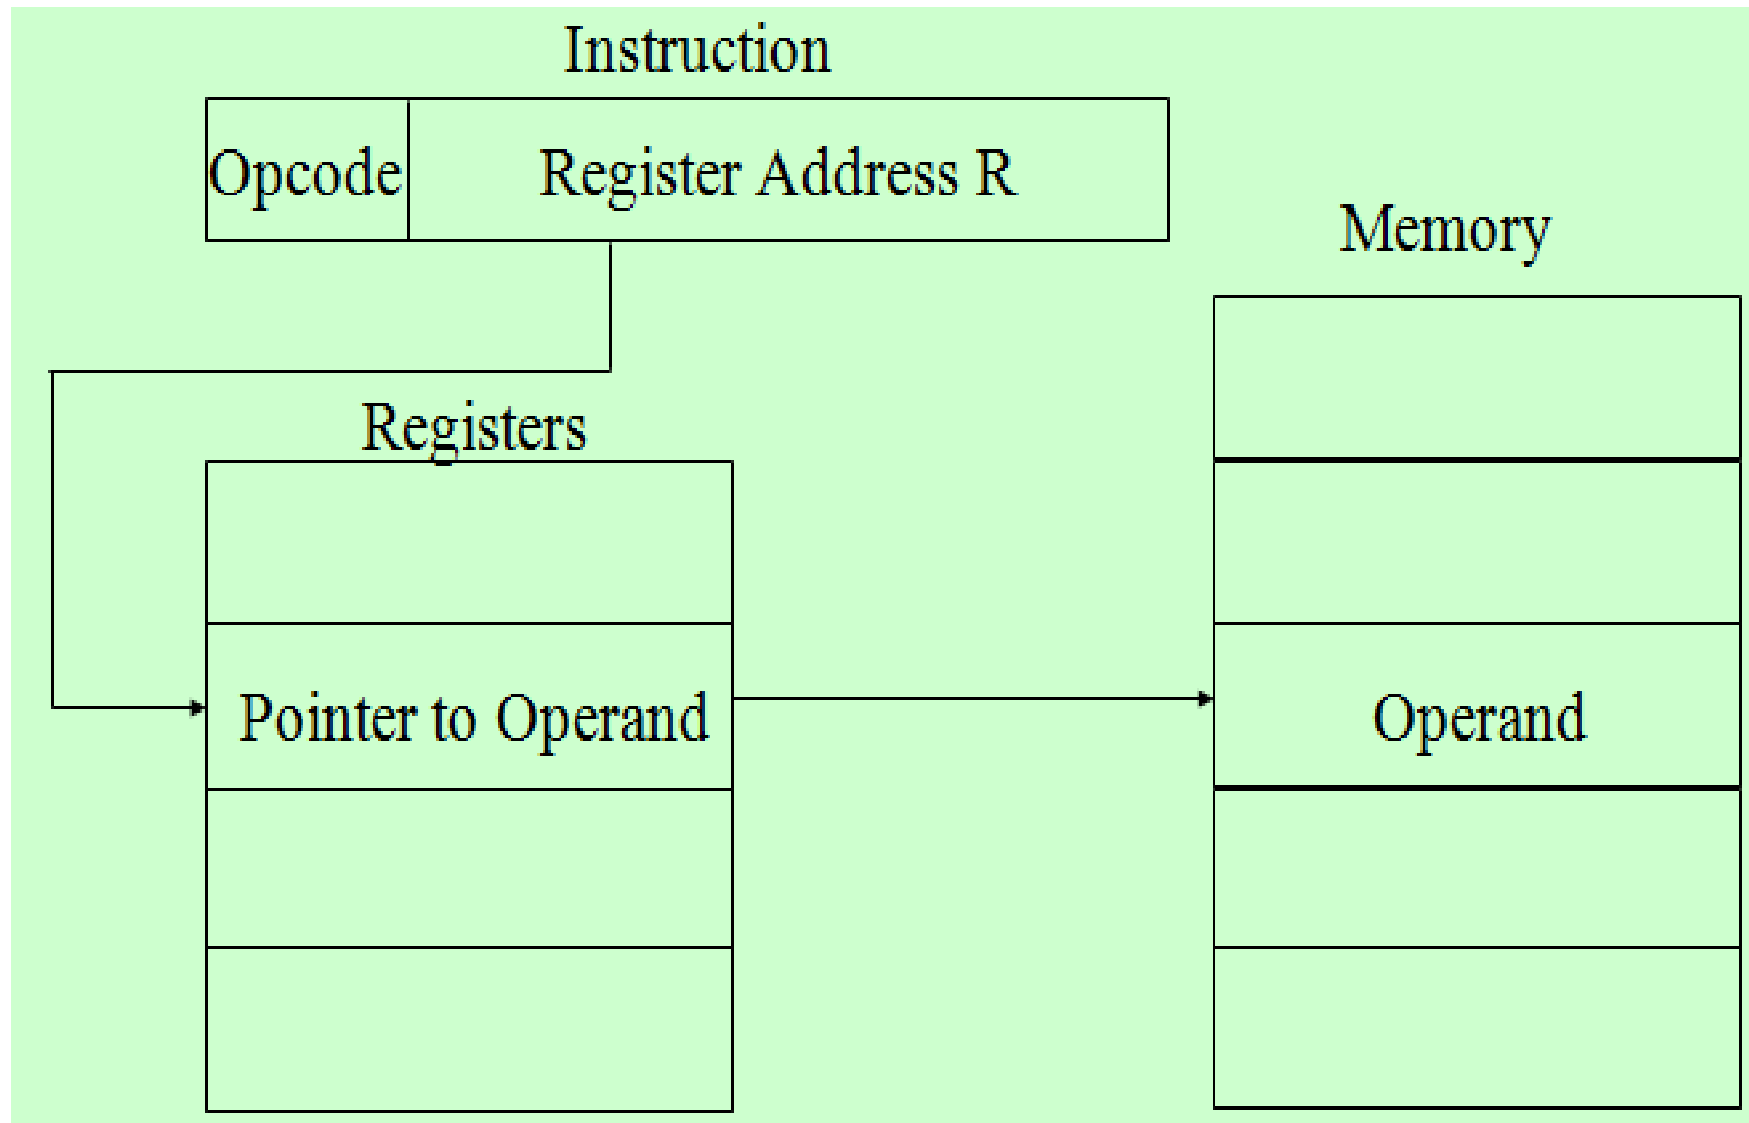 Instruction
Opcode
Register Address R
Memory
Registers
Pointer to Operand
Operand